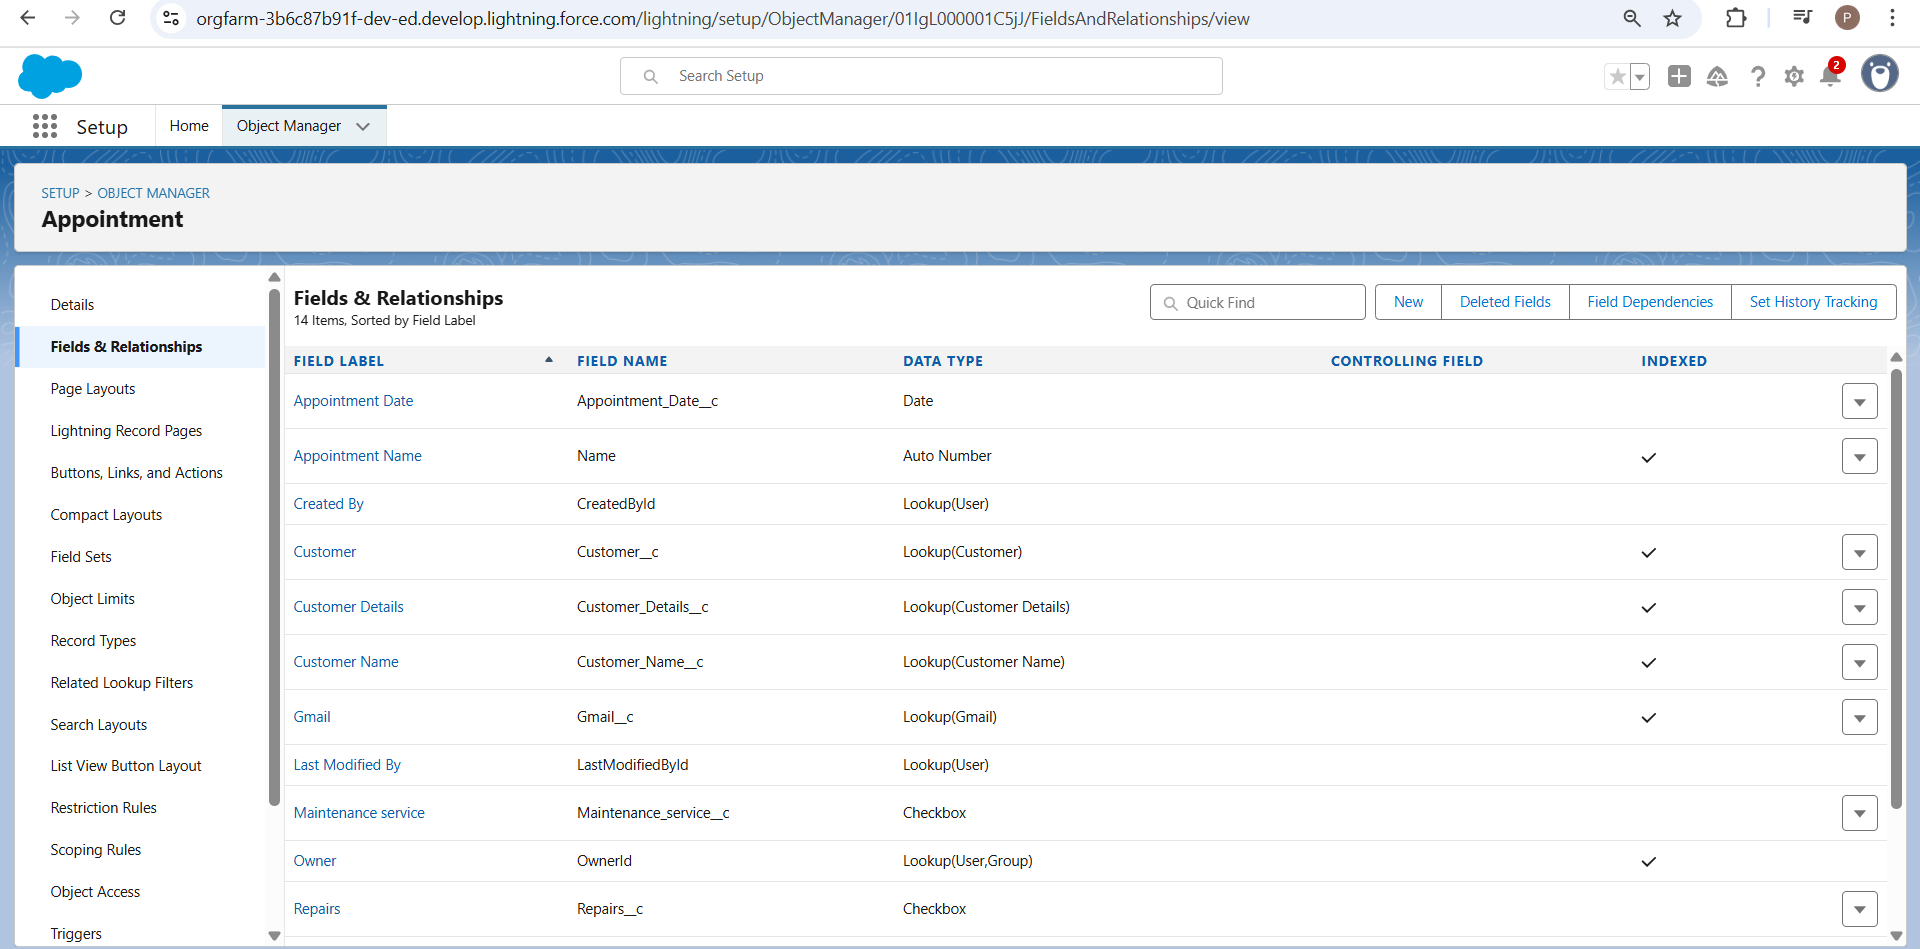 orgfarm-3b6c87b91f-dev-ed.develop.lightning.force.com/lightning/setup/ObjectManager/01IgL000001C5jJ/FieldsAndRelationships/view
P
Search Setup
2
Setup
Home
Object Manager
SETUP > OBJECT MANAGER
Appointment
Details
Fields & Relationships
Page Layouts
Lightning Record Pages
Buttons, Links, and Actions
Compact Layouts
Field Sets
Object Limits
Record Types
Related Lookup Filters
Search Layouts
List View Button Layout
Restriction Rules
Scoping Rules
Object Access
Triggers
Fields & Relationships
14 Items, Sorted by Field Label
Quick Find
New
Deleted Fields
Field Dependencies
Set History Tracking
FIELD LABEL FIELD NAME DATA TYPE CONTROLLING FIELD INDEXED
Appointment Date Appointment_Date__c Date
Appointment Name Name Auto Number
Created By CreatedById Lookup(User)
Customer Customer__c Lookup(Customer)
Customer Details Customer_Details__c Lookup(Customer Details)
Customer Name Customer_Name__c Lookup(Customer Name)
Gmail Gmail__c Lookup(Gmail)
Last Modified By LastModifiedById Lookup(User)
Maintenance service Maintenance_service__c Checkbox
Owner OwnerId Lookup(User,Group)
Repairs Repairs__c Checkbox